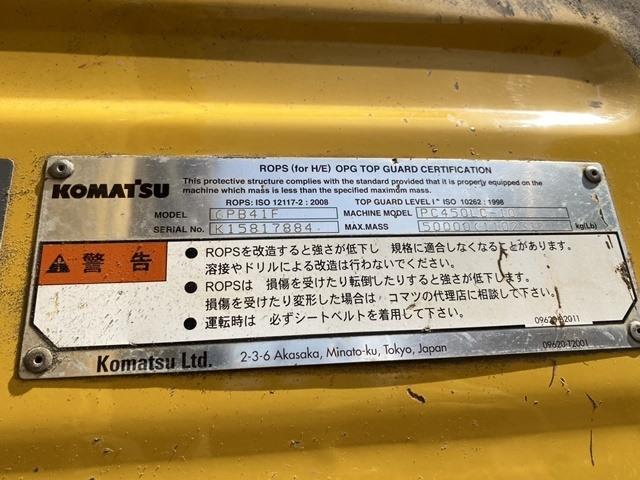 ROPS (for H/E) OPG TOP GUARD CERTIFICATION
KOMATSU
This protective structure complies with the standard provided that it is properly equipped on the
machine which mass is less than the specified maximum mass.
ROPS: ISO 12117-2 : 2008 TOP GUARD LEVEL I* ISO 10262 : 1998
MODEL CPB41F MACHINE MODEL PC450LC-10
SERIAL No. K15817884 MAX.MASS 50000 kg(Lb)
警告
● ROPSを改造すると強さが低下し 規格に適合しなくなることがあります。
溶接やドリルによる改造は行わないでください。
● ROPSは 損傷を受けたり転倒したりすると強さが低下します。
損傷を受けたり変形した場合は コマツの代理店に相談して下さい。
● 運転時は 必ずシートベルトを着用して下さい。
Komatsu Ltd. 2-3-6 Akasaka, Minato-ku, Tokyo, Japan
09620-T2001